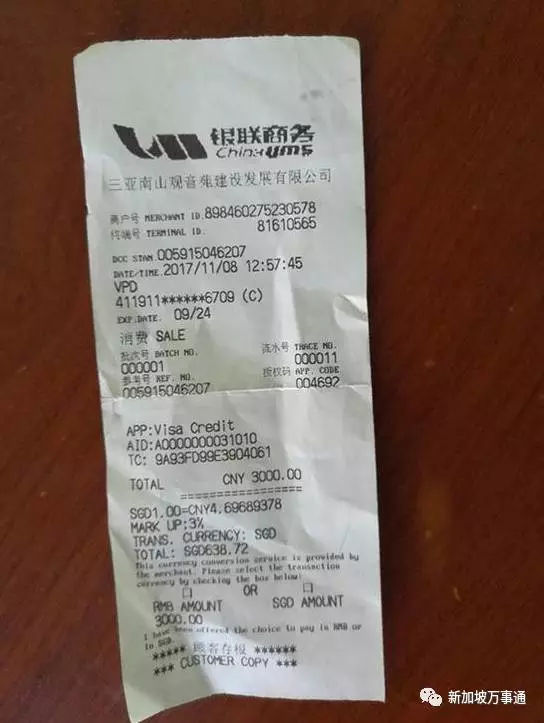 银联商务
China ums
三亚南山观音苑建设发展有限公司
商户号 MERCHANT ID. 898460275230578
终端号 TERMINAL ID. 81610565
DCC STAN. 005915046207
DATE/TIME. 2017/11/08 12:57:45
VPD
411911******6709 (C)
EXP.DATE. 09/24
消费 SALE
批次号 BATCH NO. 流水号 TRACE NO.
000001 000011
参考号 REF. NO. 授权码 APP. CODE
005915046207 004692
APP:Visa Credit
AID:A0000000031010
TC: 9A93FD99E3904061
TOTAL CNY 3000.00
==================
SGD1.00=CNY4.69689378
MARK UP:3%
TRANS. CURRENCY: SGD
TOTAL: SGD638.72
This currency conversion service is provided by
the merchant. Please select the transaction
currency by checking the box below:
□ OR □
RMB AMOUNT SGD AMOUNT
3000.00
I have been offered the choice to pay in RMB or
in SGD.
***** 顾客存根 ******
*** CUSTOMER COPY ***
新加坡万事通